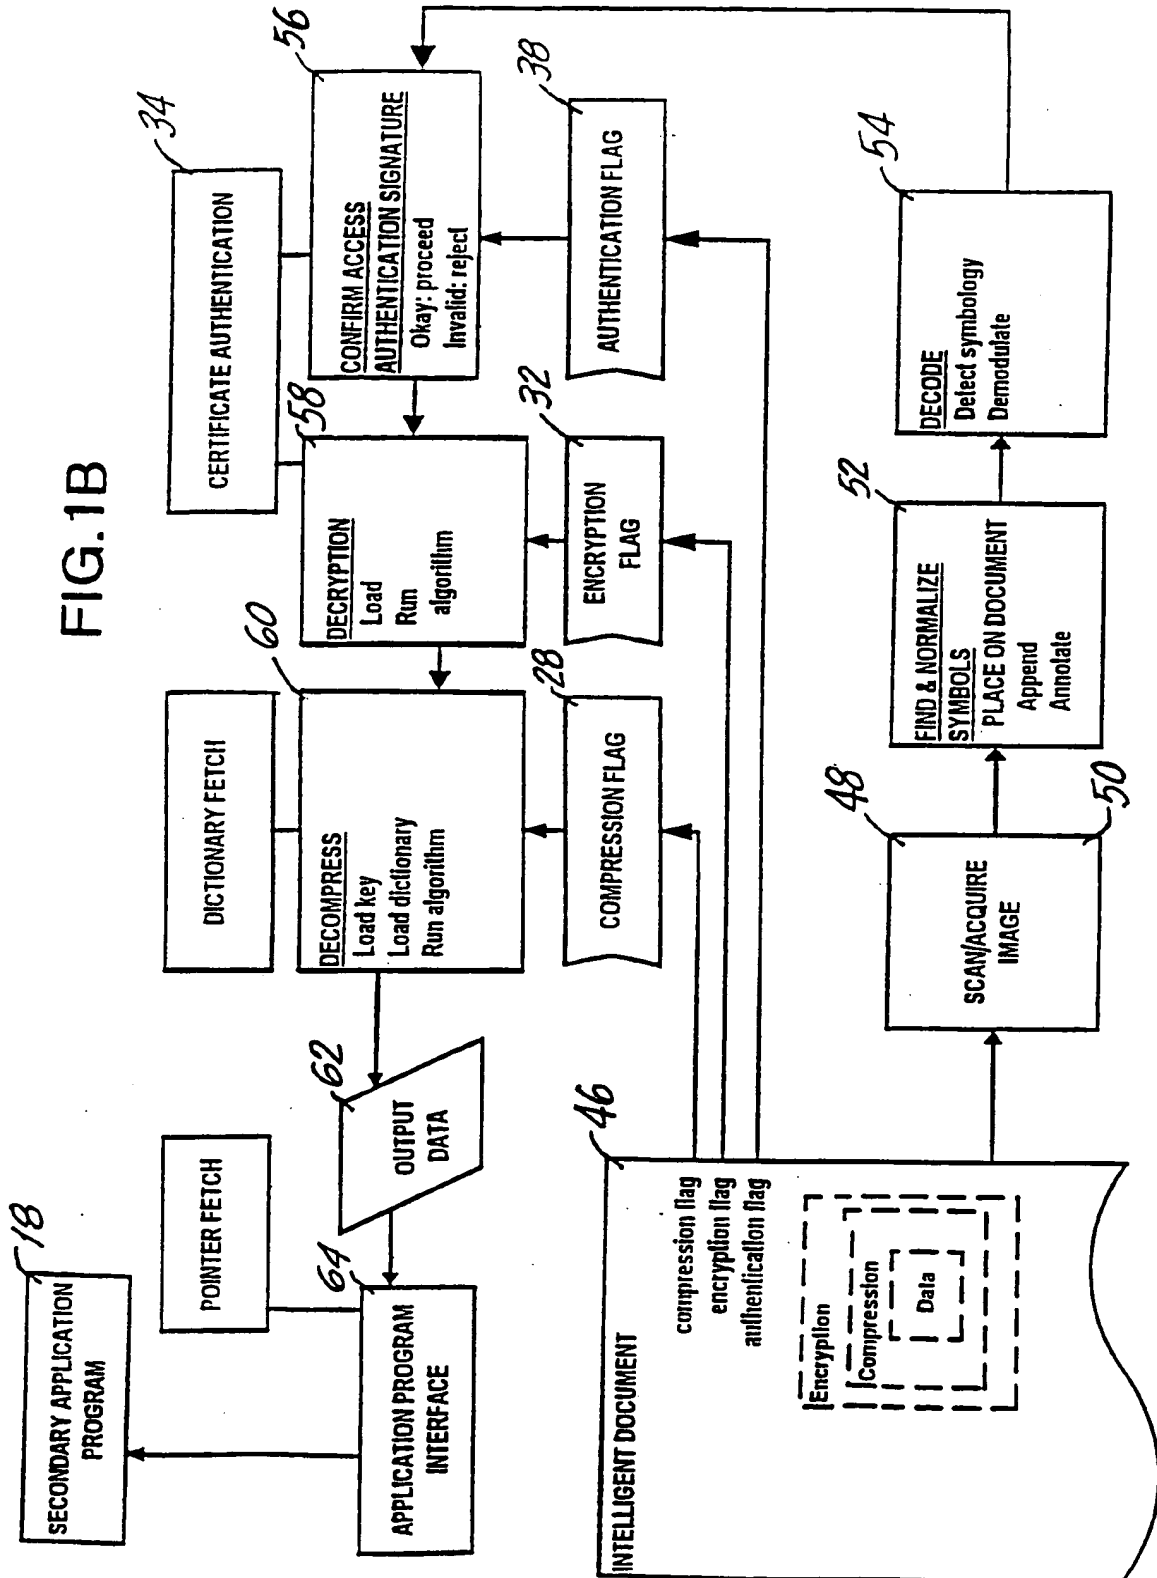 FIG.1B
18
SECONDARY APPLICATION
PROGRAM
POINTER FETCH
64
APPLICATION PROGRAM
INTERFACE
62
OUTPUT
DATA
DICTIONARY FETCH
60
DECOMPRESS
Load key
Load dictionary
Run algorithm
28
COMPRESSION FLAG
34
CERTIFICATE AUTHENTICATION
58
DECRYPTION
Load
Run
algorithm
32
ENCRYPTION
FLAG
56
CONFIRM ACCESS
AUTHENTICATION SIGNATURE
Okay: proceed
Invalid: reject
38
AUTHENTICATION FLAG
46
INTELLIGENT DOCUMENT
compression flag
encryption flag
authentication flag
Encryption
Compression
Data
48
SCAN/ACQUIRE
IMAGE
50
52
FIND & NORMALIZE
SYMBOLS
PLACE ON DOCUMENT
Append
Annotate
54
DECODE
Detect symbology
Demodulate